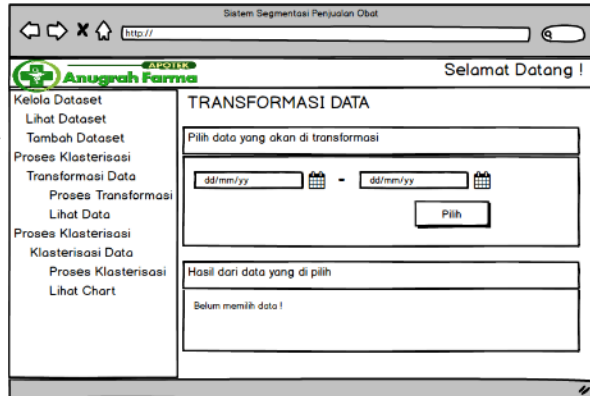 Sistem Segmentasi Penjualan Obat
http://
APOTEK
Anugrah Farma
Selamat Datang !
Kelola Dataset
Lihat Dataset
Tambah Dataset
Proses Klasterisasi
Transformasi Data
Proses Transformasi
Lihat Data
Proses Klasterisasi
Klasterisasi Data
Proses Klasterisasi
Lihat Chart
TRANSFORMASI DATA
Pilih data yang akan di transformasi
dd/mm/yy - dd/mm/yy
Pilih
Hasil dari data yang di pilih
Belum memilih data !